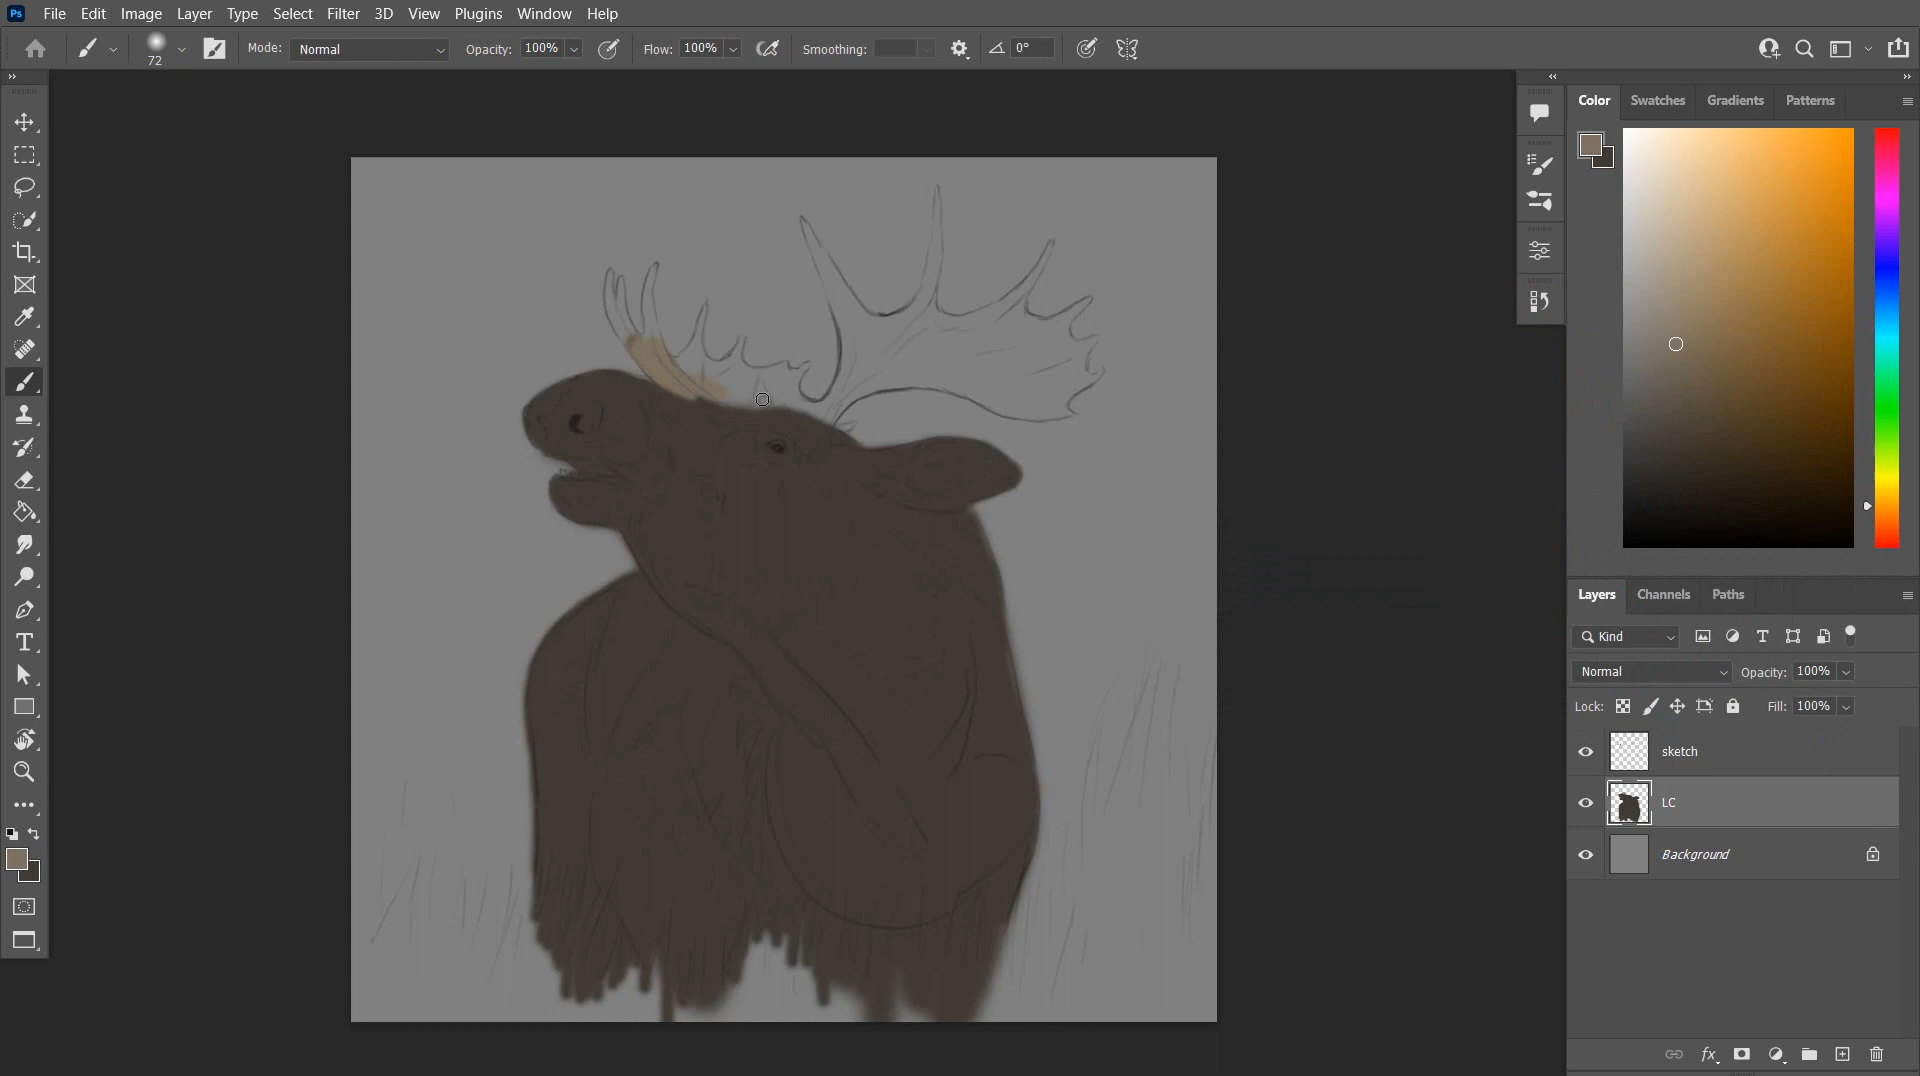 Ps File Edit Image Layer Type Select Filter 3D View Plugins Window Help
72 Mode: Normal Opacity: 100% Flow: 100% Smoothing: 0°
Color Swatches Gradients Patterns
Layers Channels Paths
Kind
Normal Opacity: 100%
Lock: Fill: 100%
sketch
LC
Background
fx